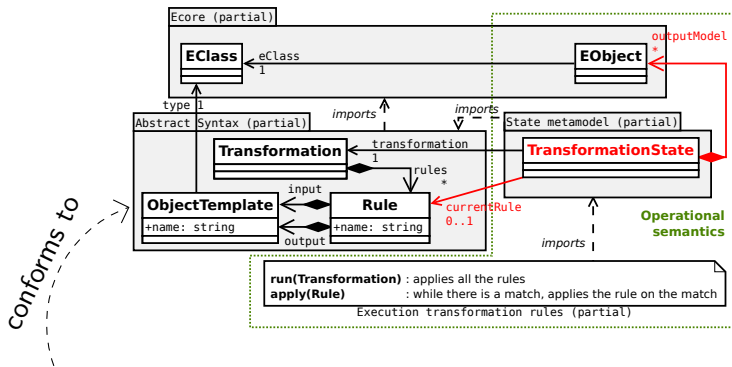 Ecore (partial)
EClass
eClass
1
EObject
outputModel
*
type 1
imports
imports
Abstract Syntax (partial)
State metamodel (partial)
Transformation
transformation
1
TransformationState
rules
*
ObjectTemplate
+name: string
input
output
Rule
+name: string
currentRule
0..1
Operational
semantics
imports
conforms to
run(Transformation) : applies all the rules
apply(Rule) : while there is a match, applies the rule on the match
Execution transformation rules (partial)